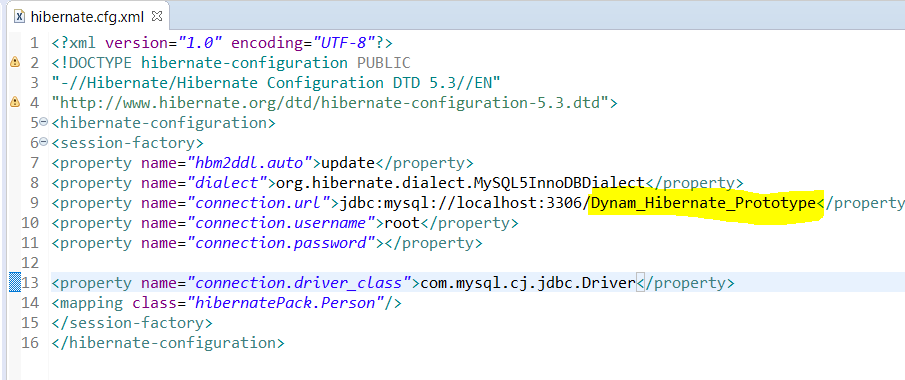 hibernate.cfg.xml
1 <?xml version="1.0" encoding="UTF-8"?>
2 <!DOCTYPE hibernate-configuration PUBLIC
3 "-//Hibernate/Hibernate Configuration DTD 5.3//EN"
4 "http://www.hibernate.org/dtd/hibernate-configuration-5.3.dtd">
5 <hibernate-configuration>
6 <session-factory>
7 <property name="hbm2ddl.auto">update</property>
8 <property name="dialect">org.hibernate.dialect.MySQL5InnoDBDialect</property>
9 <property name="connection.url">jdbc:mysql://localhost:3306/Dynam_Hibernate_Prototype</property
10 <property name="connection.username">root</property>
11 <property name="connection.password"></property>
12
13 <property name="connection.driver_class">com.mysql.cj.jdbc.Driver</property>
14 <mapping class="hibernatePack.Person"/>
15 </session-factory>
16 </hibernate-configuration>